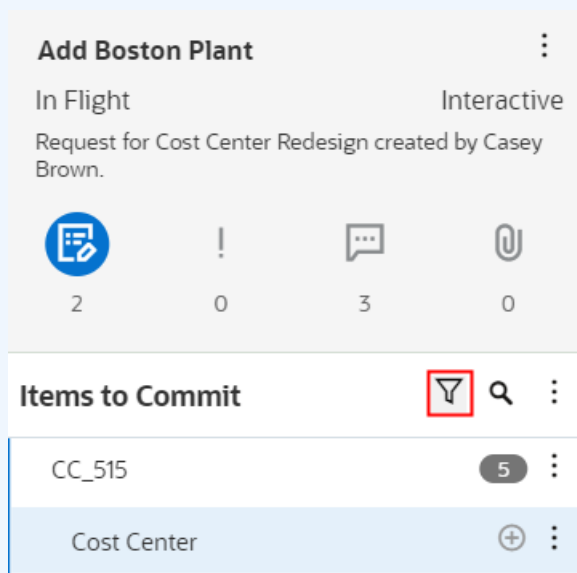 Add Boston Plant
In Flight Interactive
Request for Cost Center Redesign created by Casey
Brown.
2 0 3 0
Items to Commit
CC_515 5
Cost Center